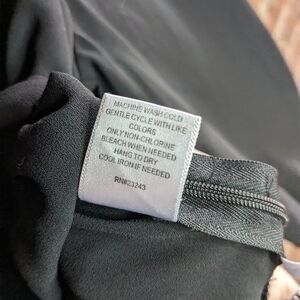 MACHINE WASH COLD
GENTLE CYCLE WITH LIKE
COLORS
ONLY NON-CHLORINE
BLEACH WHEN NEEDED
HANG TO DRY
COOL IRON IF NEEDED
RN#23243